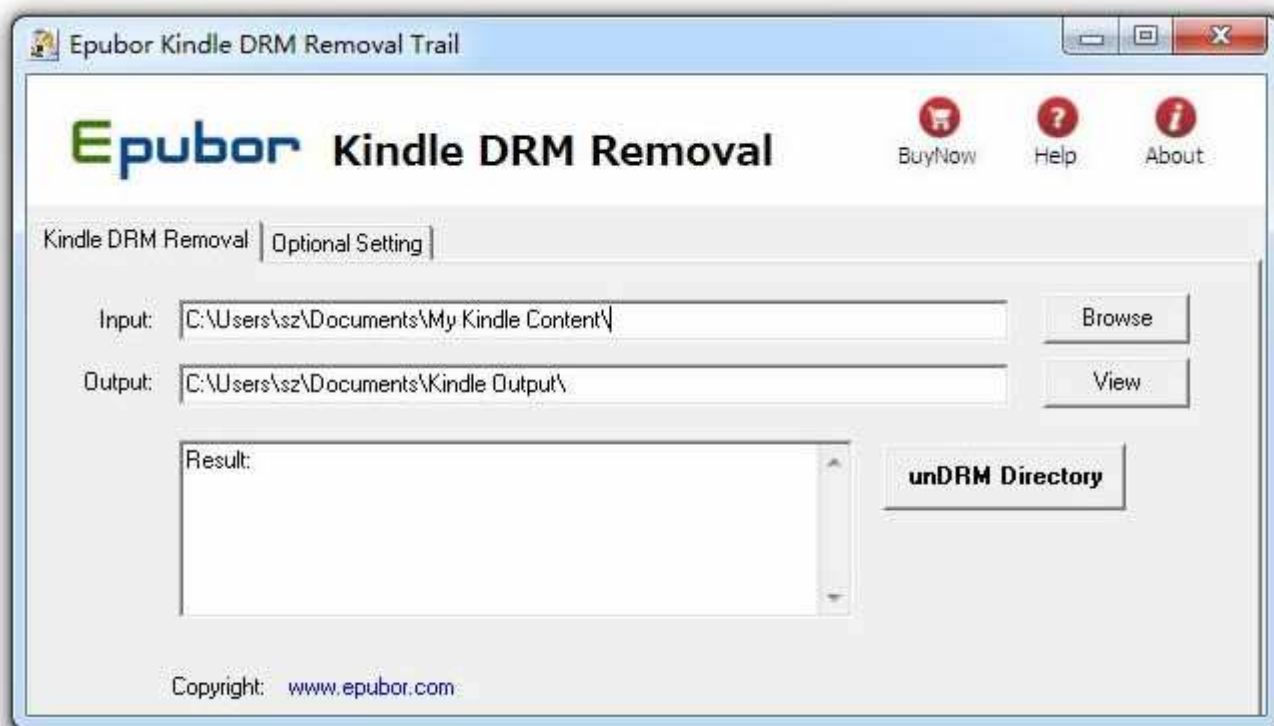 Epubor Kindle DRM Removal Trail
Epubor Kindle DRM Removal
BuyNow Help About
Kindle DRM Removal Optional Setting
Input: C:\Users\sz\Documents\My Kindle Content\ Browse
Output: C:\Users\sz\Documents\Kindle Output\ View
Result: unDRM Directory
Copyright: www.epubor.com